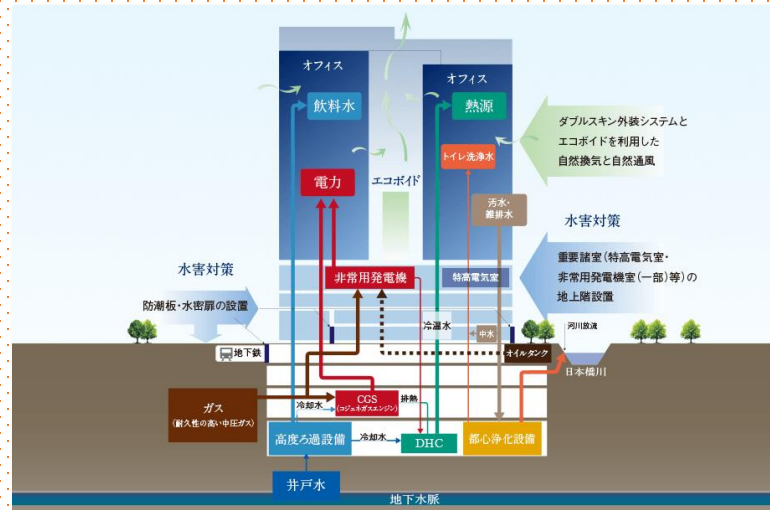 オフィス
オフィス
飲料水
熱源
ダブルスキン外装システムと
エコボイドを利用した
自然換気と自然通風
トイレ洗浄水
電力
エコボイド
汚水・
雑排水
水害対策
水害対策
非常用発電機
特高電気室
重要諸室(特高電気室・
非常用発電機室(一部)等)の
地上階設置
防潮板・水密扉の設置
冷温水
中水
河川放流
地下鉄
オイルタンク
日本橋川
ガス
(耐久性の高い中圧ガス)
冷却水
CGS
(コジェネガスエンジン)
排熱
高度ろ過設備
冷却水
DHC
都心浄化設備
井戸水
地下水脈